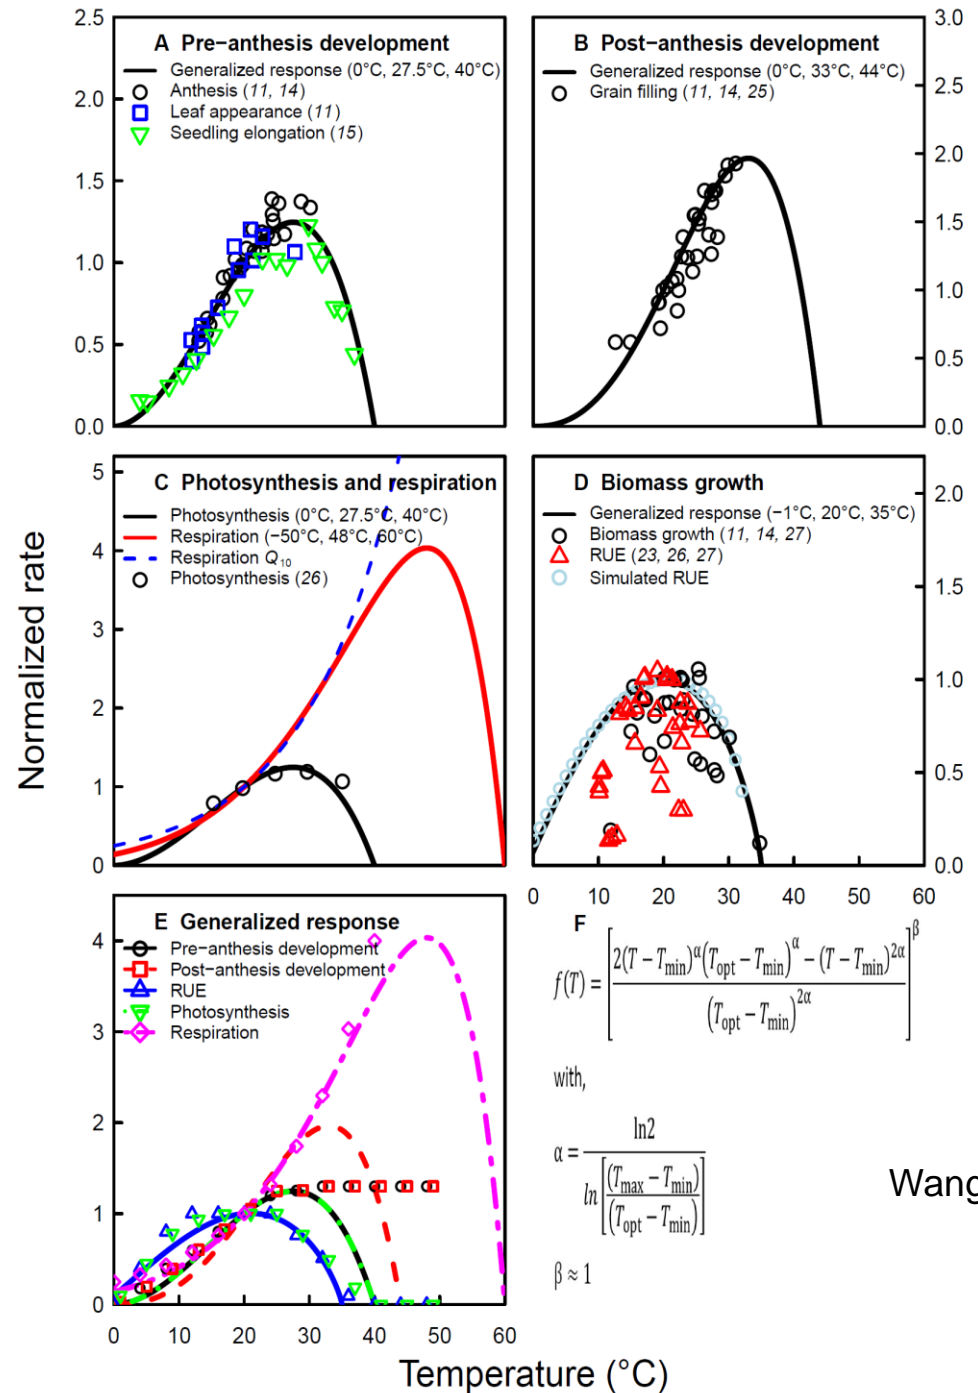 2.5
2.0
1.5
1.0
0.5
0.0
A Pre−anthesis development
Generalized response (0°C, 27.5°C, 40°C)
Anthesis (11, 14)
Leaf appearance (11)
Seedling elongation (15)
B Post−anthesis development
Generalized response (0°C, 33°C, 44°C)
Grain filling (11, 14, 25)
3.0
2.5
2.0
1.5
1.0
0.5
0.0
Normalized rate
5
4
3
2
1
0
C Photosynthesis and respiration
Photosynthesis (0°C, 27.5°C, 40°C)
Respiration (−50°C, 48°C, 60°C)
Respiration Q10
Photosynthesis (26)
D Biomass growth
Generalized response (−1°C, 20°C, 35°C)
Biomass growth (11, 14, 27)
RUE (23, 26, 27)
Simulated RUE
2.0
1.5
1.0
0.5
0.0
0 10 20 30 40 50 60
4
3
2
1
0
E Generalized response
Pre−anthesis development
Post−anthesis development
RUE
Photosynthesis
Respiration
0 10 20 30 40 50 60
Temperature (°C)
F
f(T) = [(2(T − Tmin)^α(Topt − Tmin)^α − (T − Tmin)^2α) / (Topt − Tmin)^2α]^β
with,
α = ln2 / ln[(Tmax − Tmin) / (Topt − Tmin)]
β ≈ 1
Wang